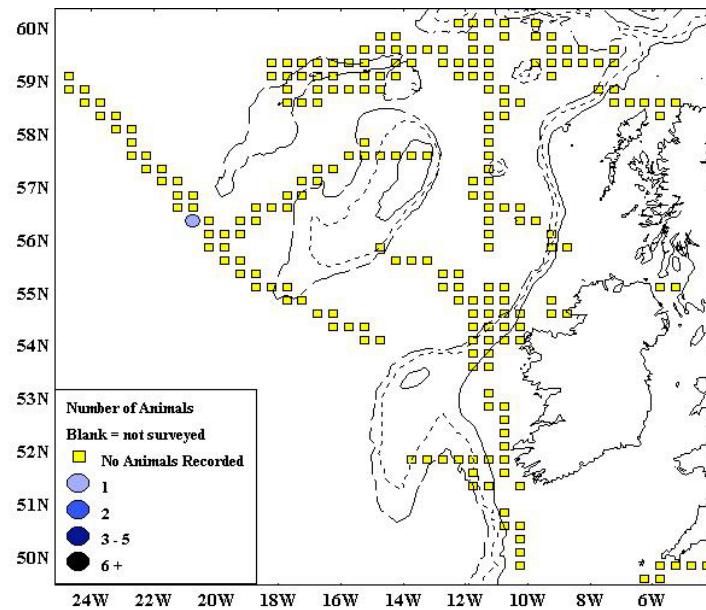 60N
59N
58N
57N
56N
55N
54N
53N
52N
51N
50N
Number of Animals
Blank = not surveyed
No Animals Recorded
1
2
3 - 5
6 +
24W 22W 20W 18W 16W 14W 12W 10W 8W 6W